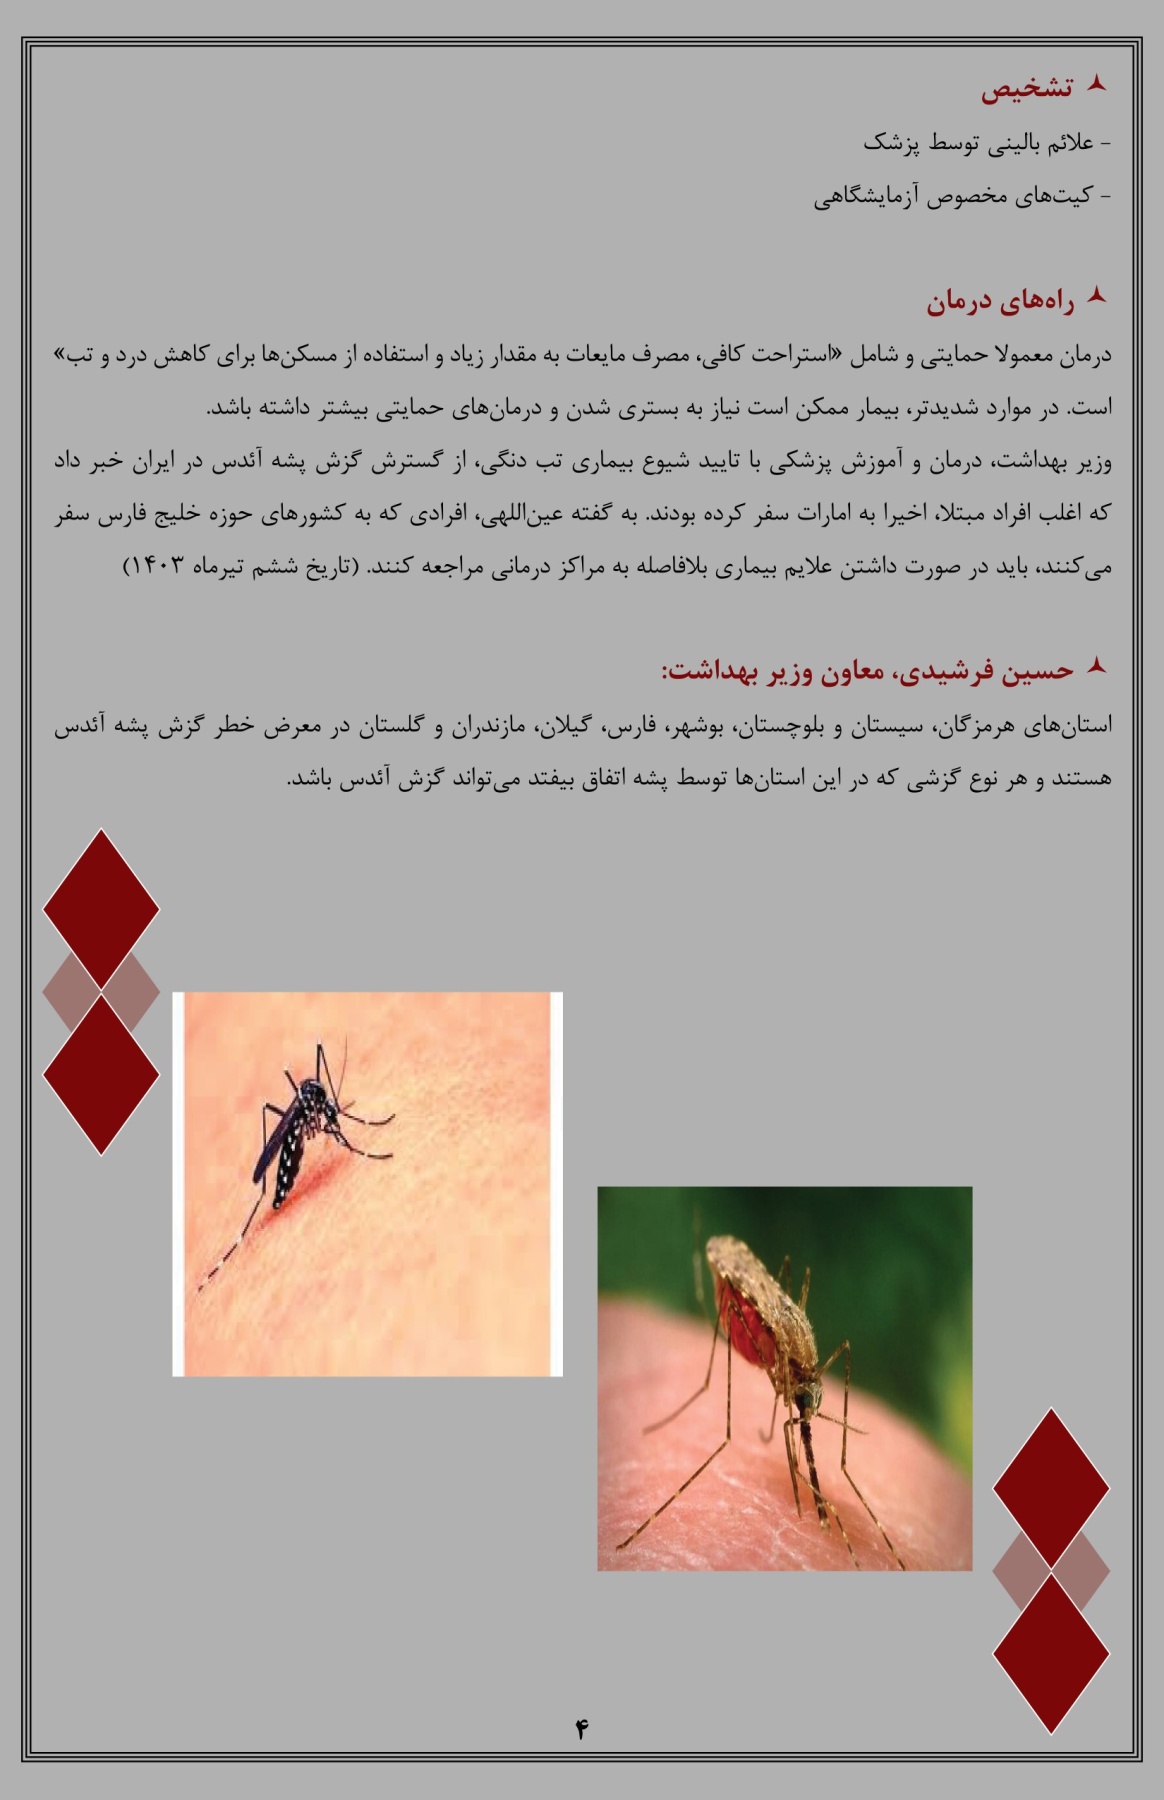 تشخیص
- علائم بالینی توسط پزشک
- کیت‌های مخصوص آزمایشگاهی
راه‌های درمان
درمان معمولا حمایتی و شامل «استراحت کافی، مصرف مایعات به مقدار زیاد و استفاده از مسکن‌ها برای کاهش درد و تب»
است. در موارد شدیدتر، بیمار ممکن است نیاز به بستری شدن و درمان‌های حمایتی بیشتر داشته باشد.
وزیر بهداشت، درمان و آموزش پزشکی با تایید شیوع بیماری تب دنگی، از گسترش گزش پشه آئدس در ایران خبر داد
که اغلب افراد مبتلا، اخیرا به امارات سفر کرده بودند. به گفته عین‌اللهی، افرادی که به کشورهای حوزه خلیج فارس سفر
می‌کنند، باید در صورت داشتن علایم بیماری بلافاصله به مراکز درمانی مراجعه کنند. (تاریخ ششم تیرماه ۱۴۰۳)
حسین فرشیدی، معاون وزیر بهداشت:
استان‌های هرمزگان، سیستان و بلوچستان، بوشهر، فارس، گیلان، مازندران و گلستان در معرض خطر گزش پشه آئدس
هستند و هر نوع گزشی که در این استان‌ها توسط پشه اتفاق بیفتد می‌تواند گزش آئدس باشد.
۴